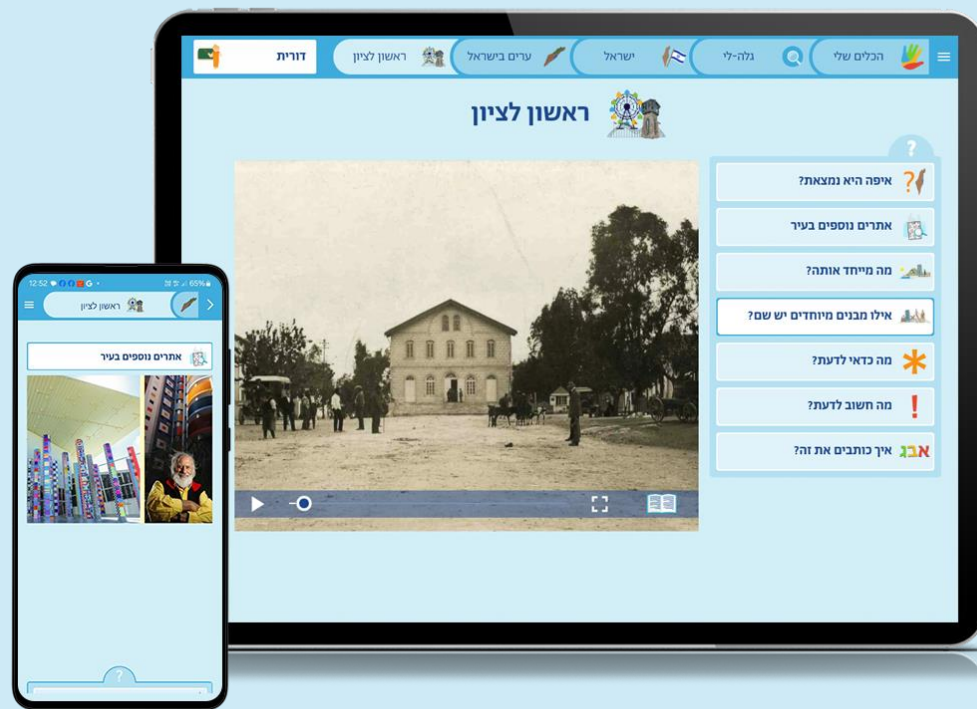 הכלים שלי
גלה-לי
ישראל
ערים בישראל
ראשון לציון
דורית
ראשון לציון
?
איפה היא נמצאת?
אתרים נוספים בעיר
מה מייחד אותה?
אילו מבנים מיוחדים יש שם?
מה כדאי לדעת?
מה חשוב לדעת?
אבג איך כותבים את זה?
12:52
65%
ראשון לציון
אתרים נוספים בעיר
?